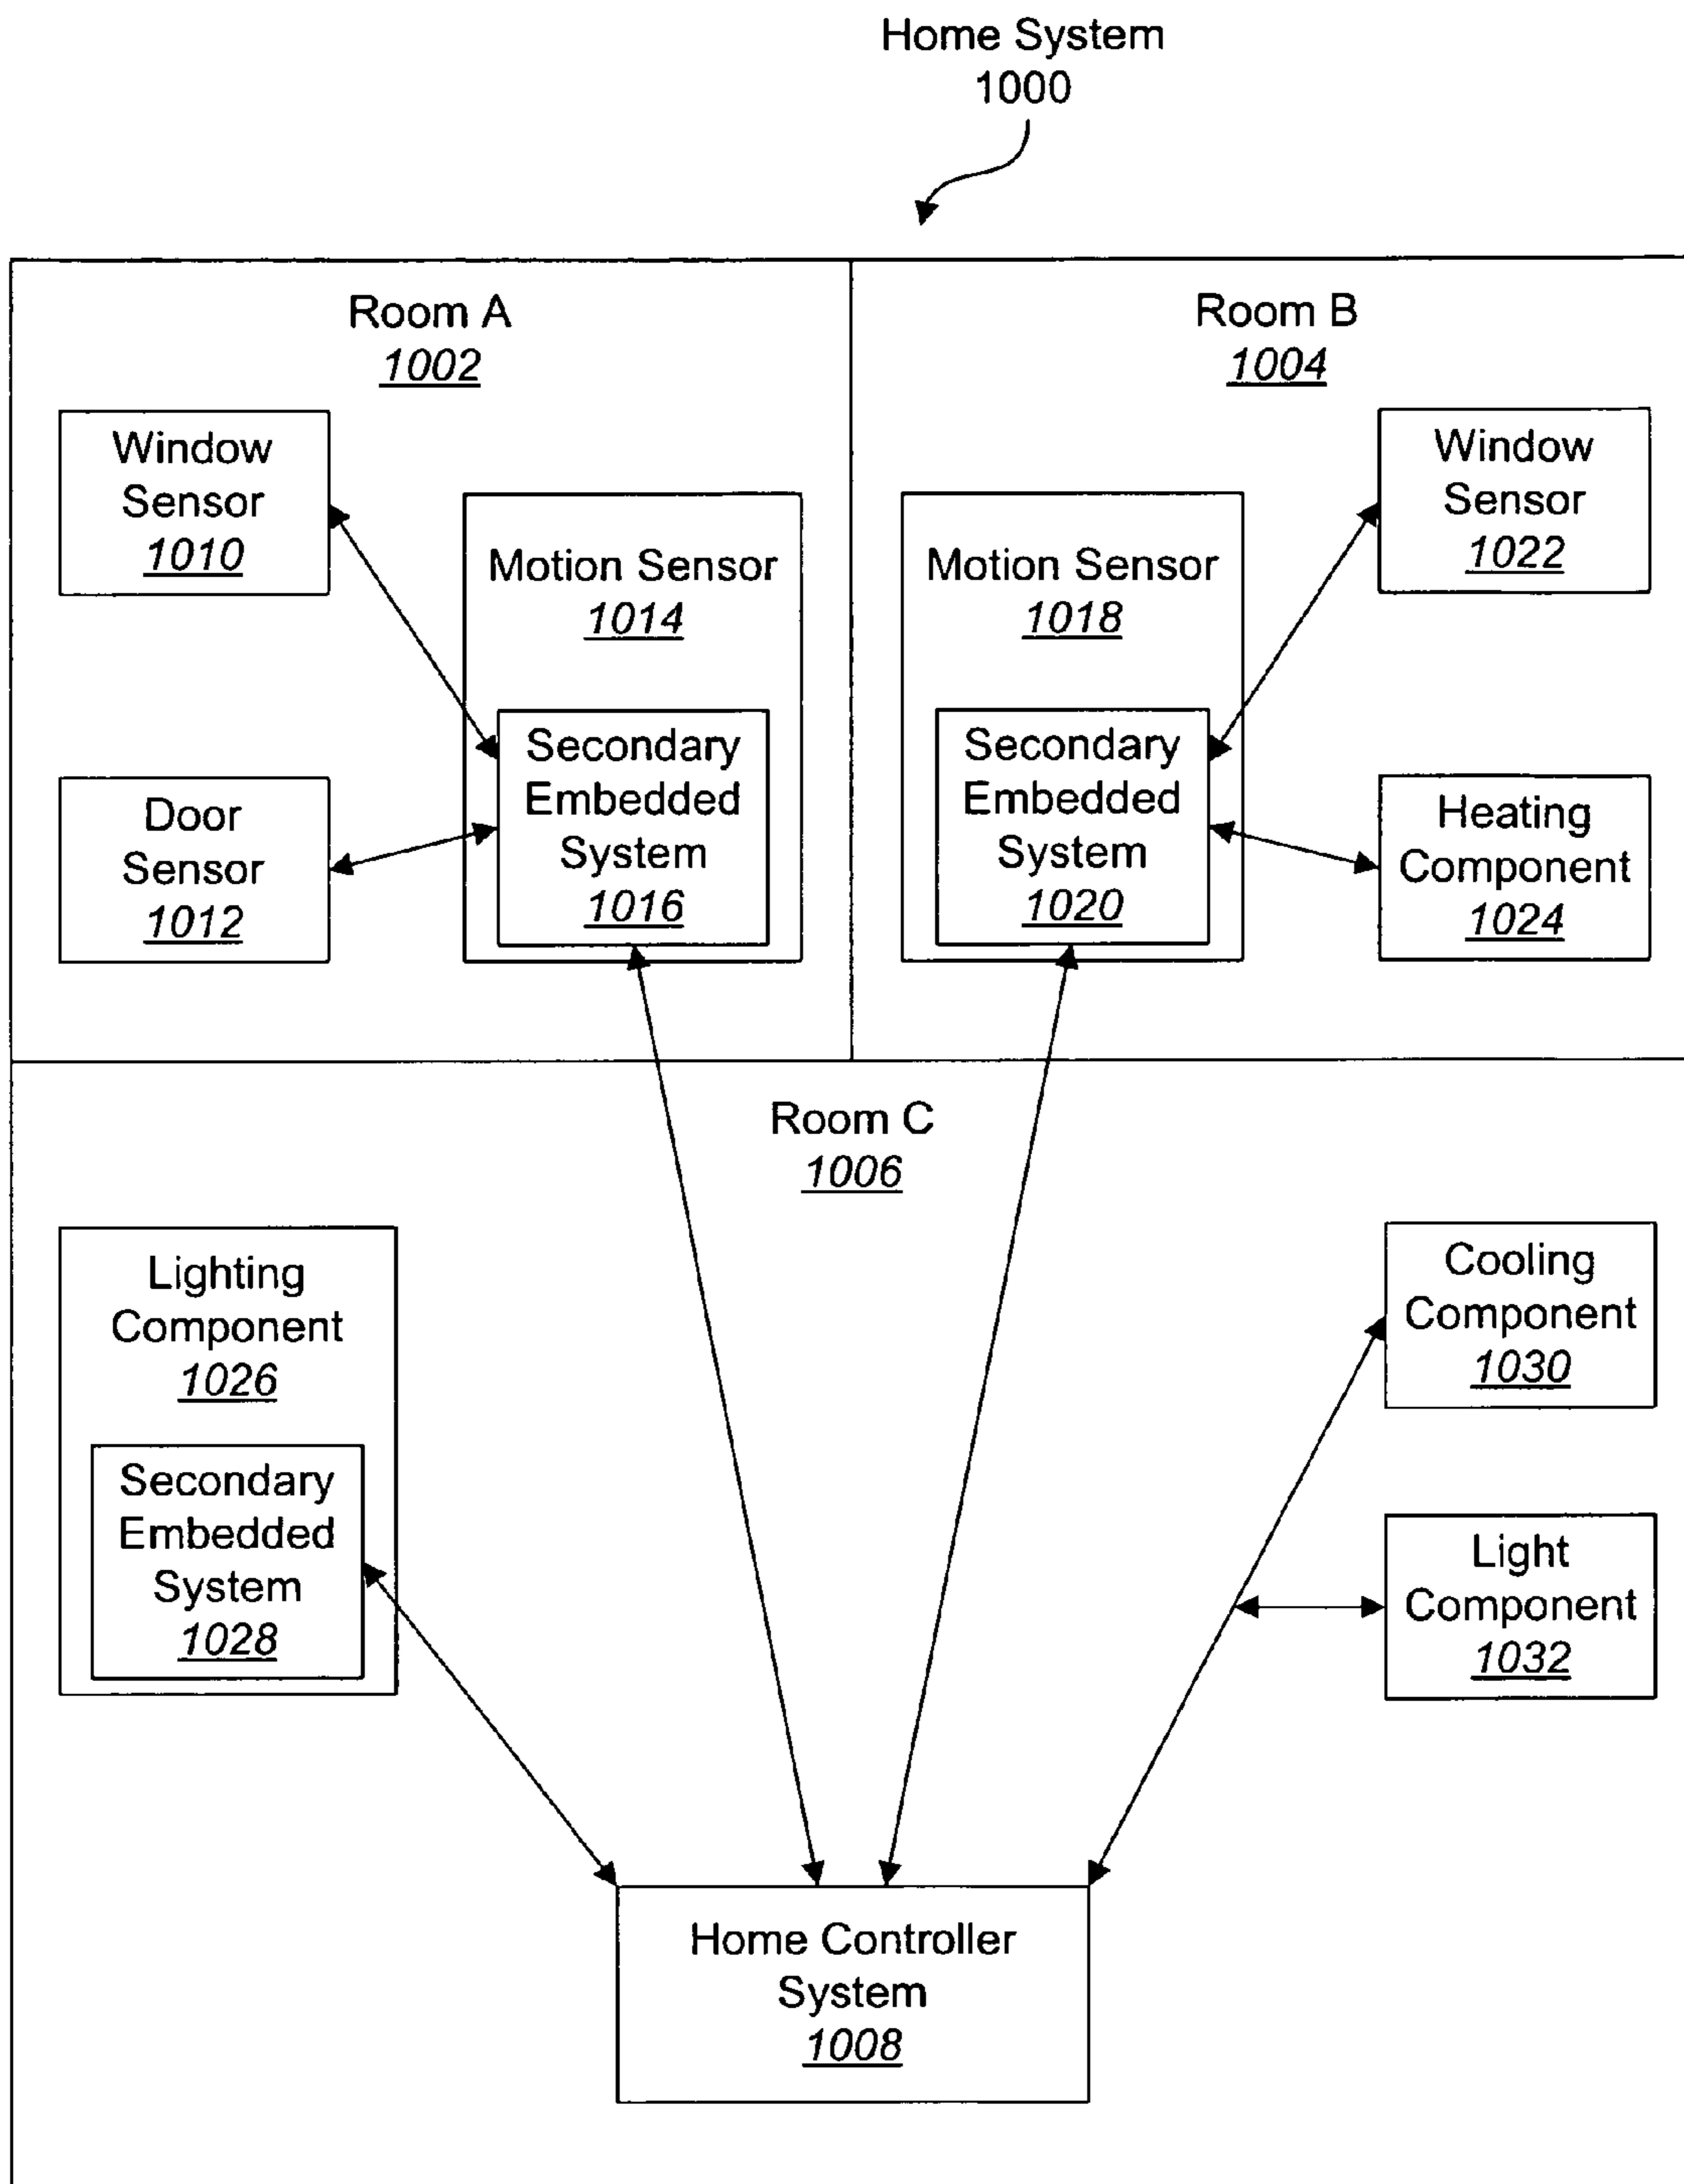 Home System
1000
Room A
1002
Room B
1004
Window
Sensor
1010
Motion Sensor
1014
Secondary
Embedded
System
1016
Door
Sensor
1012
Motion Sensor
1018
Secondary
Embedded
System
1020
Window
Sensor
1022
Heating
Component
1024
Room C
1006
Lighting
Component
1026
Secondary
Embedded
System
1028
Cooling
Component
1030
Light
Component
1032
Home Controller
System
1008